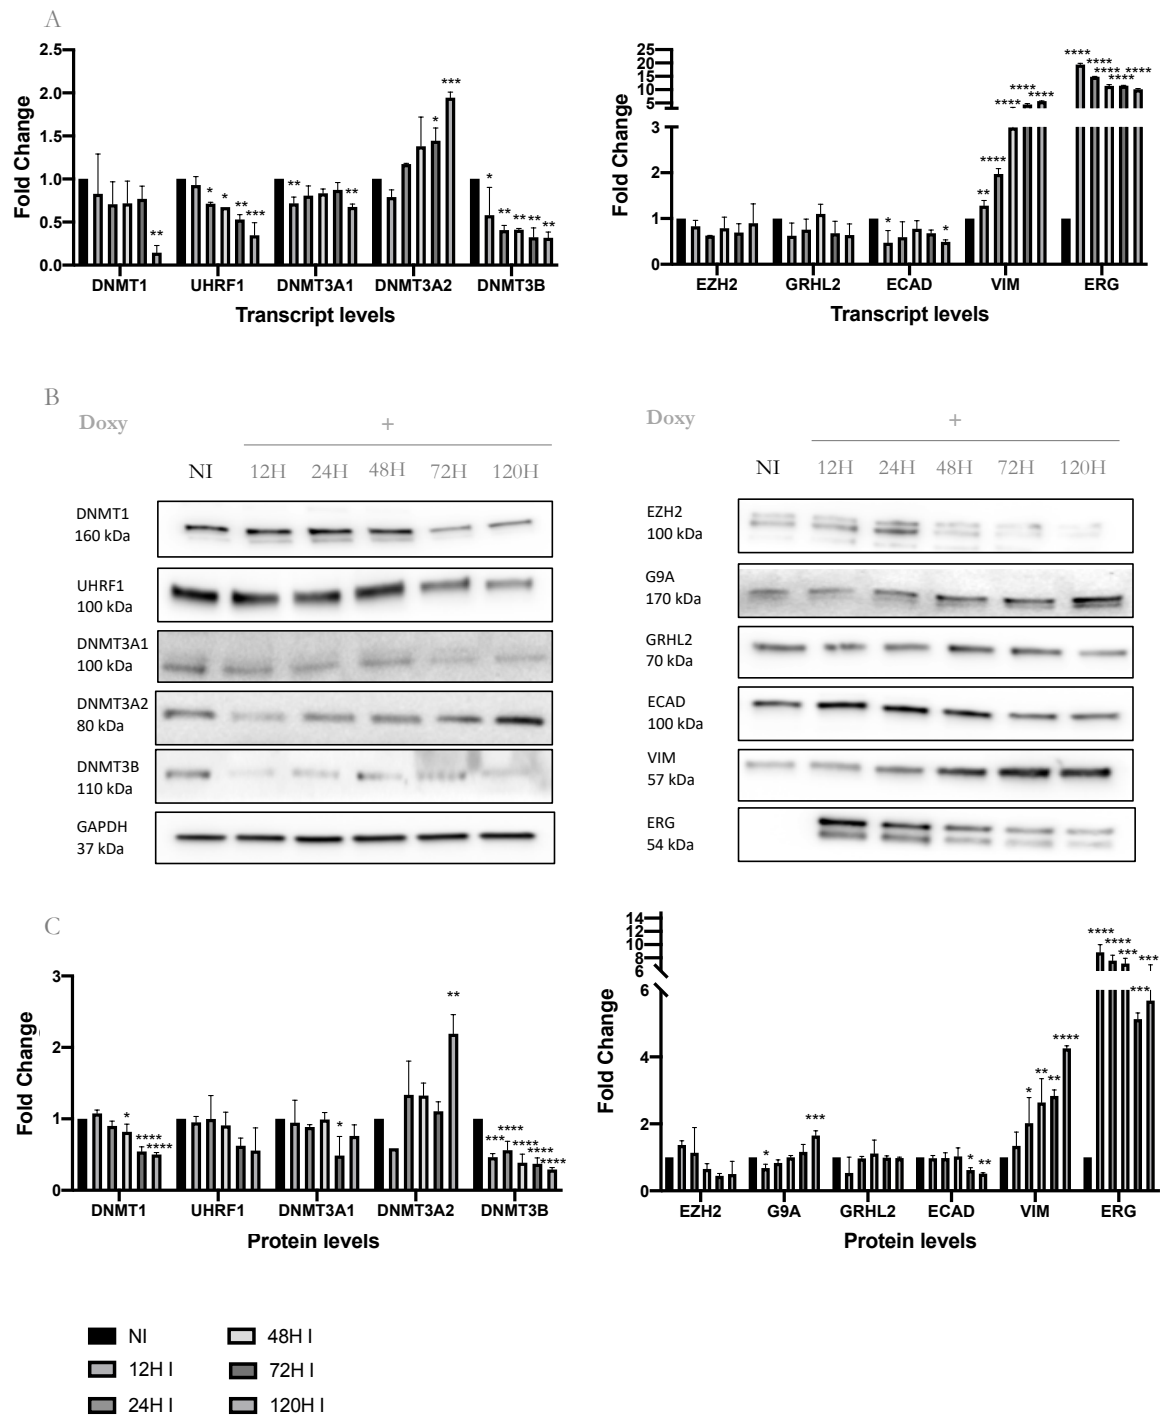 A
2.5
2.0
1.5
1.0
0.5
0.0
Fold Change
**
* * ** ***
** **
* ***
* ** ** ** **
DNMT1 UHRF1 DNMT3A1 DNMT3A2 DNMT3B
Transcript levels
25
20
15
10
5
3
2
1
0
Fold Change
* *
** **** **** **** ****
**** **** **** **** ****
EZH2 GRHL2 ECAD VIM ERG
Transcript levels
B
Doxy +
NI 12H 24H 48H 72H 120H
DNMT1
160 kDa
UHRF1
100 kDa
DNMT3A1
100 kDa
DNMT3A2
80 kDa
DNMT3B
110 kDa
GAPDH
37 kDa
Doxy +
NI 12H 24H 48H 72H 120H
EZH2
100 kDa
G9A
170 kDa
GRHL2
70 kDa
ECAD
100 kDa
VIM
57 kDa
ERG
54 kDa
C
3
2
1
0
Fold Change
* **** ****
*
**
*** **** **** **** ****
DNMT1 UHRF1 DNMT3A1 DNMT3A2 DNMT3B
Protein levels
14
12
10
8
6
6
4
2
0
Fold Change
* ***
* **
* ** ** ****
**** **** *** *** ***
EZH2 G9A GRHL2 ECAD VIM ERG
Protein levels
NI
12H I
24H I
48H I
72H I
120H I